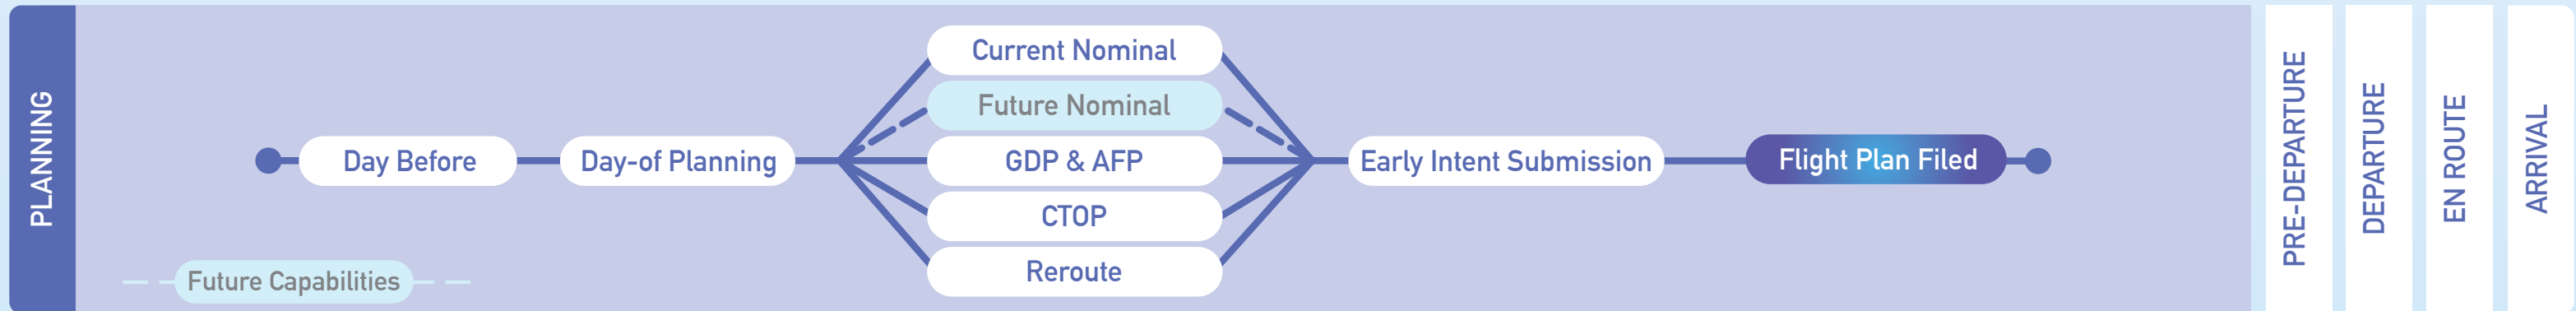 PLANNING
Day Before
Day-of Planning
Current Nominal
Future Nominal
GDP & AFP
CTOP
Reroute
Early Intent Submission
Flight Plan Filed
Future Capabilities
PRE-DEPARTURE
DEPARTURE
EN ROUTE
ARRIVAL